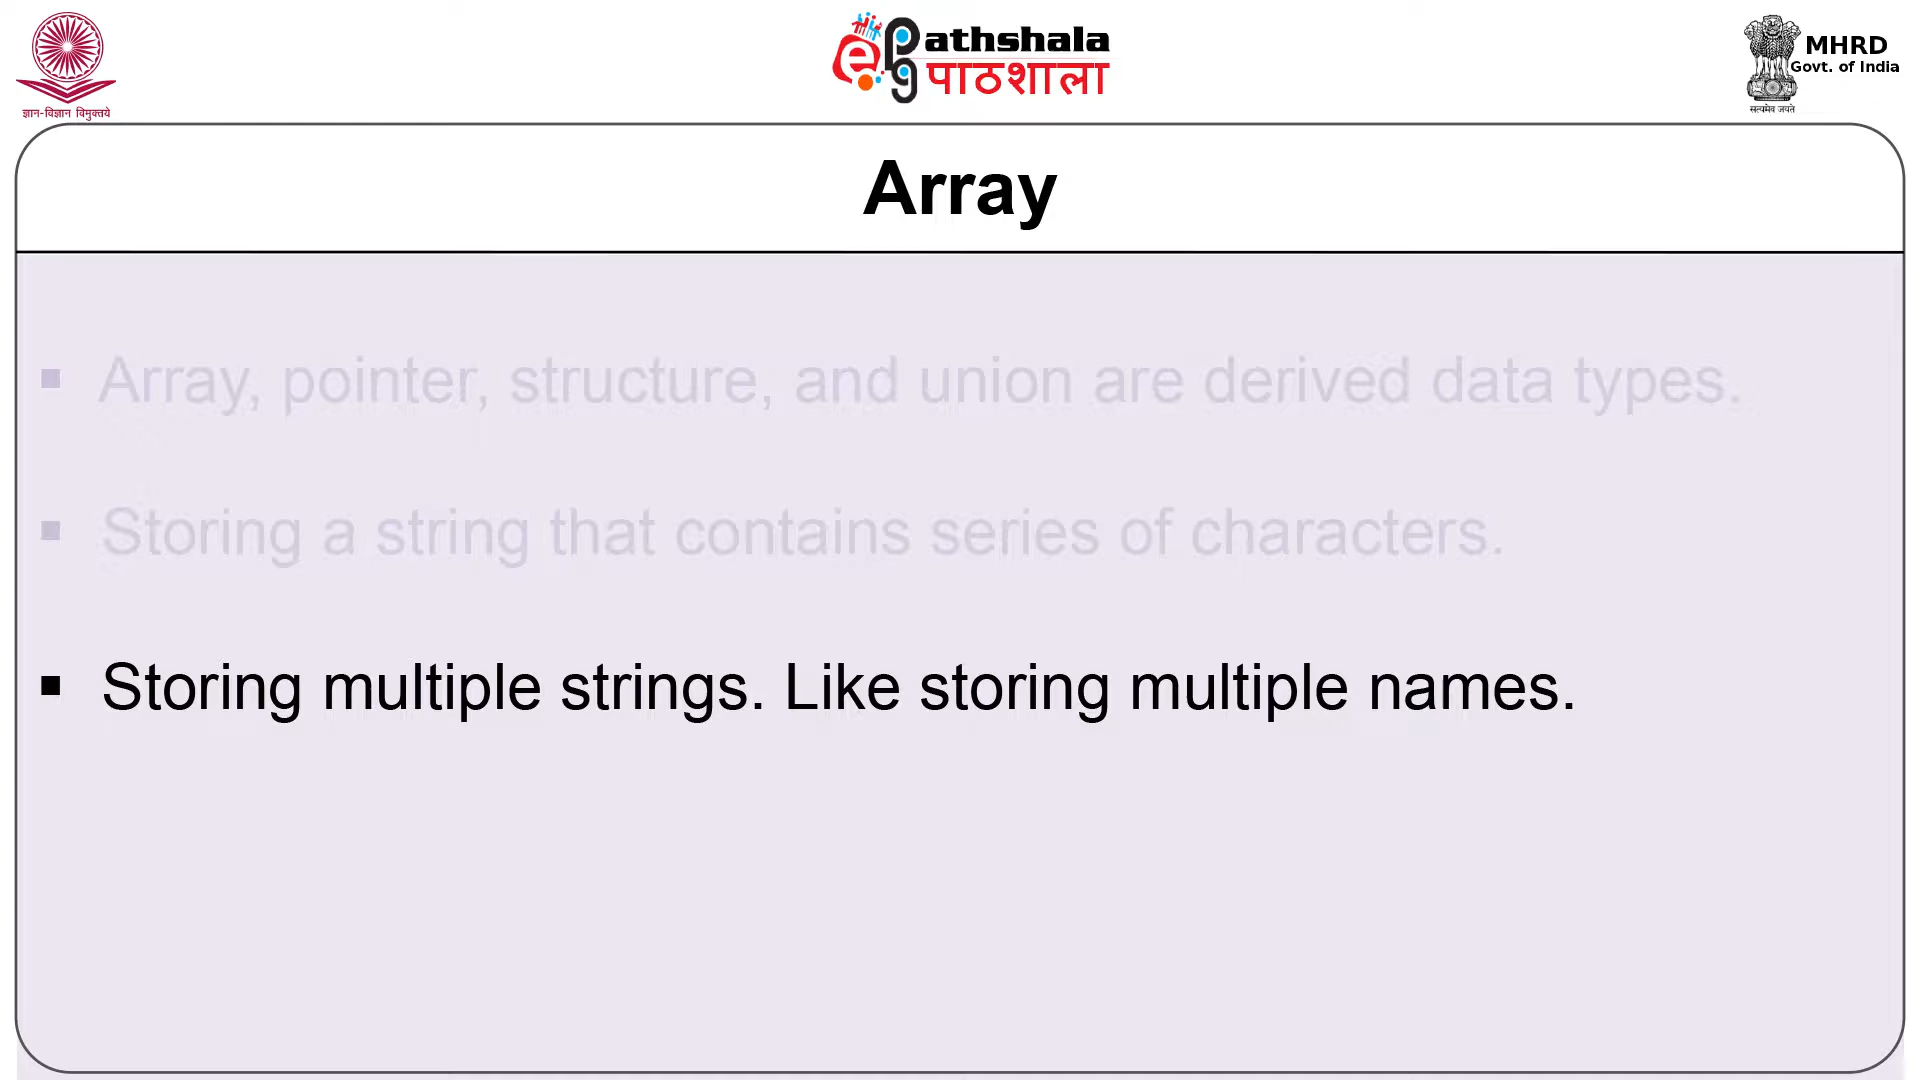 ज्ञान-विज्ञान विमुक्तये
e Pathshala
पाठशाला
pg
MHRD
Govt. of India
सत्यमेव जयते
Array
▪ Array, pointer, structure, and union are derived data types.
▪ Storing a string that contains series of characters.
▪ Storing multiple strings. Like storing multiple names.